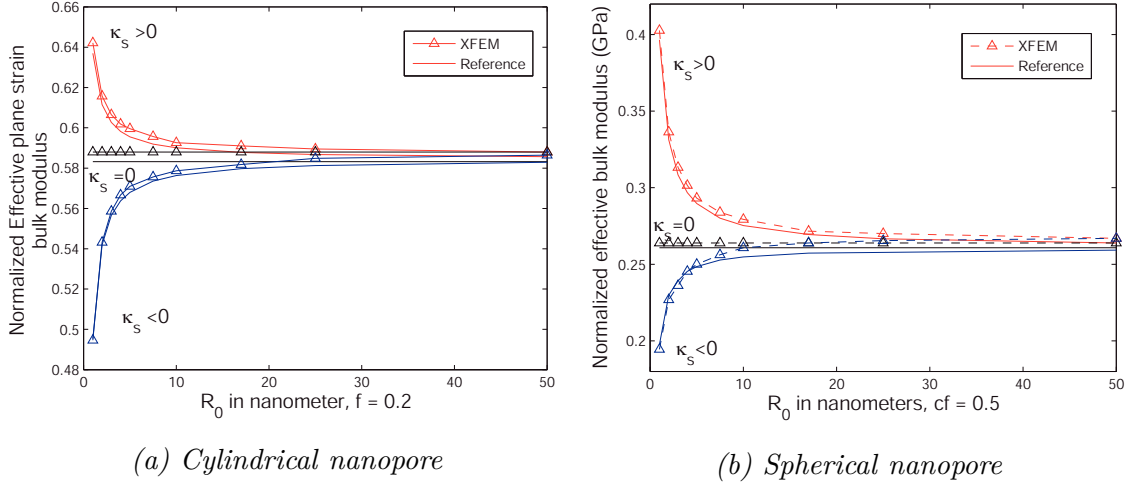 Normalized Effective plane strain
bulk modulus
0.66
0.64
0.62
0.60
0.58
0.56
0.54
0.52
0.5
0.48
κS >0
κS =0
κS <0
XFEM
Reference
0
10
20
30
40
50
R0 in nanometer, f = 0.2
(a) Cylindrical nanopore
Normalized effective bulk modulus (GPa)
0.4
0.35
0.3
0.25
0.2
κS>0
κS=0
κS<0
XFEM
Reference
0
10
20
30
40
50
R0 in nanometers, cf = 0.5
(b) Spherical nanopore